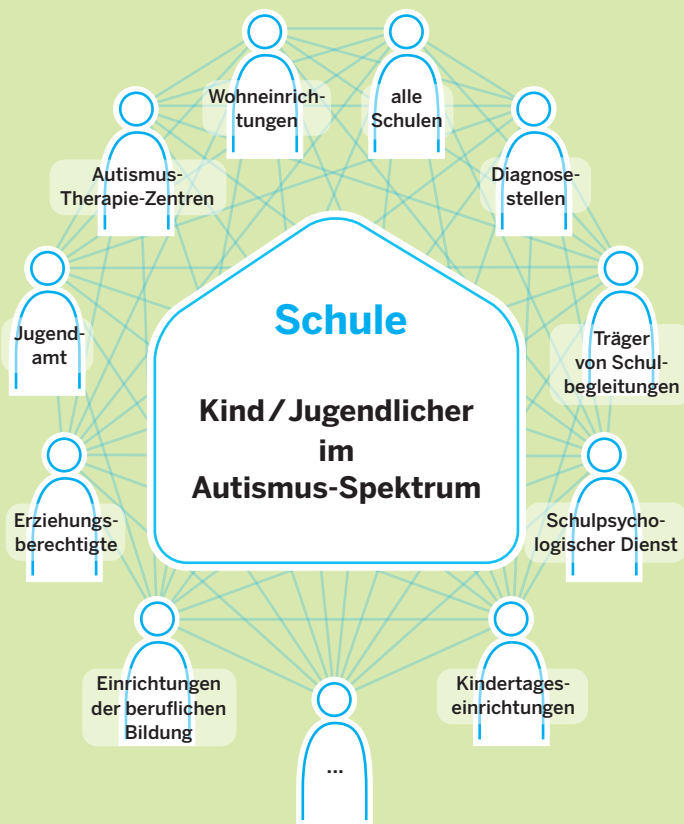 Wohneinrich-
tungen
alle
Schulen
Autismus-
Therapie-Zentren
Diagnose-
stellen
Jugend-
amt
Träger
von Schul-
begleitungen
Schule
Kind / Jugendlicher
im
Autismus-Spektrum
Erziehungs-
berechtigte
Schulpsycho-
logischer Dienst
Einrichtungen
der beruflichen
Bildung
Kindertages-
einrichtungen
...